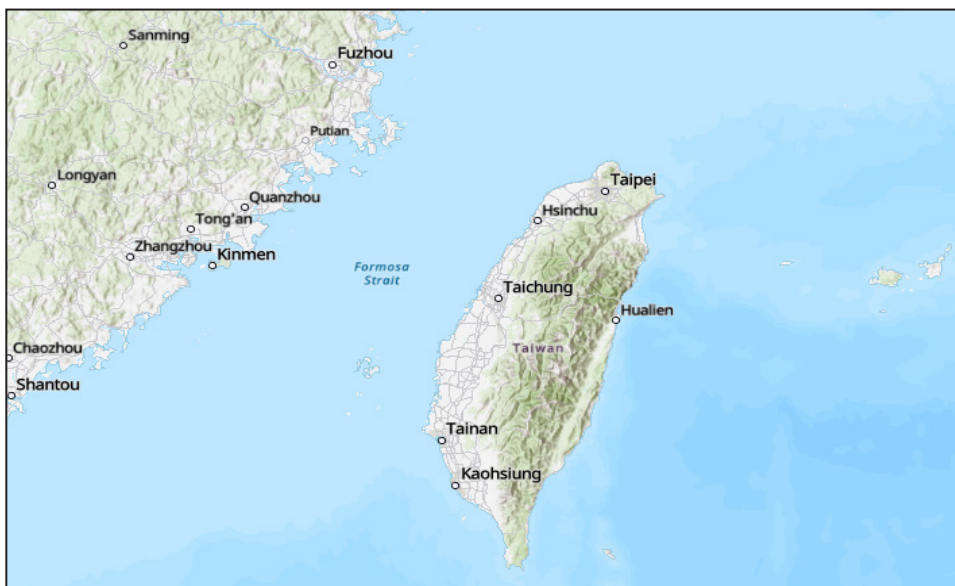 Sanming
Fuzhou
Putian
Longyan
Taipei
Quanzhou
Hsinchu
Tong'an
Zhangzhou
Kinmen
Formosa
Strait
Taichung
Hualien
Taiwan
Chaozhou
Shantou
Tainan
Kaohsiung